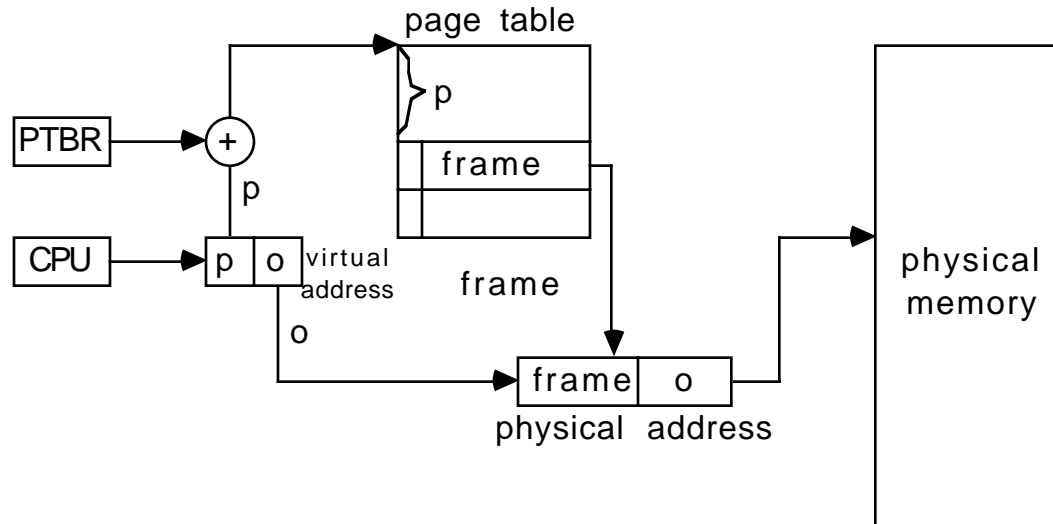 page table
p
PTBR
+
frame
p
CPU
p o
virtual
address
frame
physical
memory
o
frame o
physical address